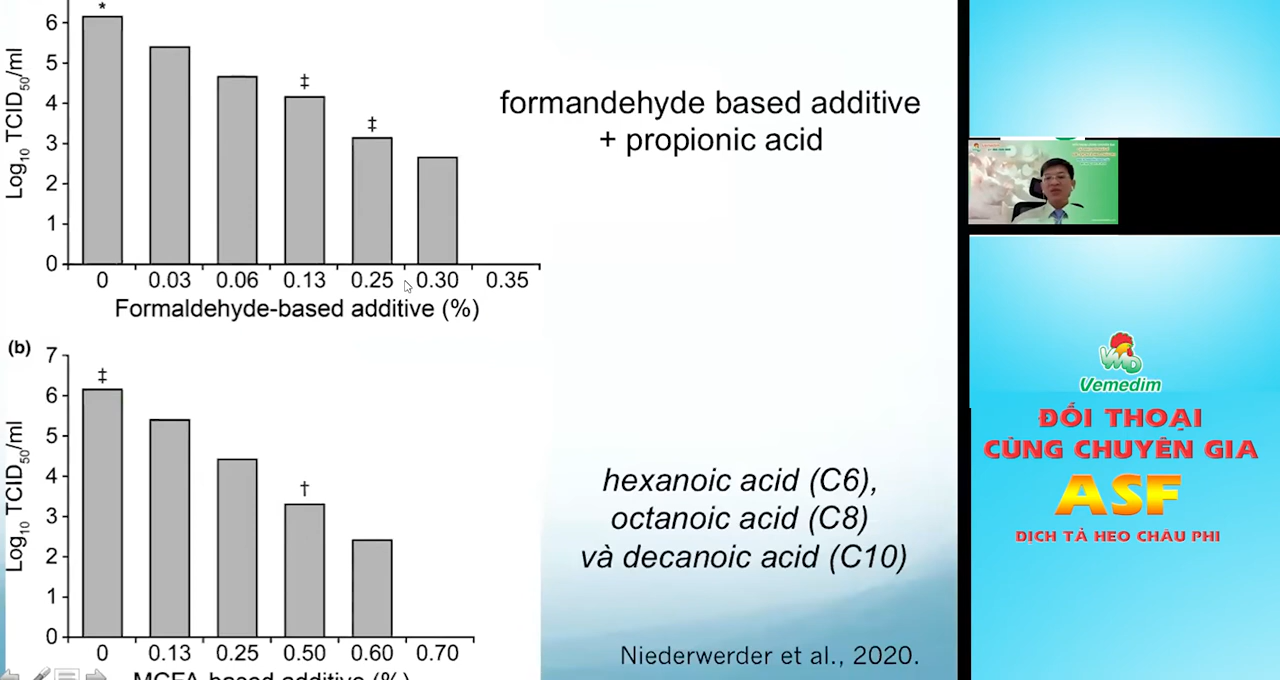 6
5
4
3
2
1
0
Log10 TCID50/ml
*
‡
‡
0 0.03 0.06 0.13 0.25 0.30 0.35
Formaldehyde-based additive (%)
formandehyde based additive
+ propionic acid
(b)
7
6
5
4
3
2
1
0
Log10 TCID50/ml
‡
†
0 0.13 0.25 0.50 0.60 0.70
MCFA-based additive (%)
hexanoic acid (C6),
octanoic acid (C8)
và decanoic acid (C10)
Niederwerder et al., 2020.
VMD
Vemedim
ĐỐI THOẠI
CÙNG CHUYÊN GIA
ASF
DỊCH TẢ HEO CHÂU PHI